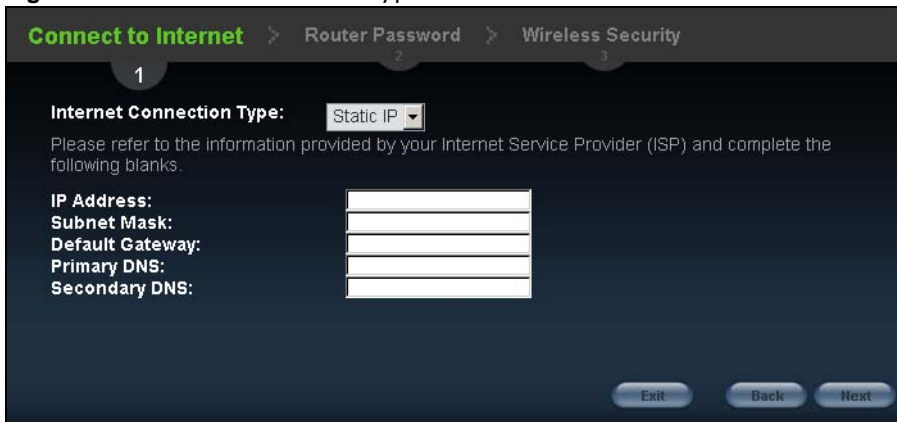 Connect to Internet > Router Password > Wireless Security
1 2 3
Internet Connection Type: Static IP
Please refer to the information provided by your Internet Service Provider (ISP) and complete the
following blanks.
IP Address:
Subnet Mask:
Default Gateway:
Primary DNS:
Secondary DNS:
Exit Back Next